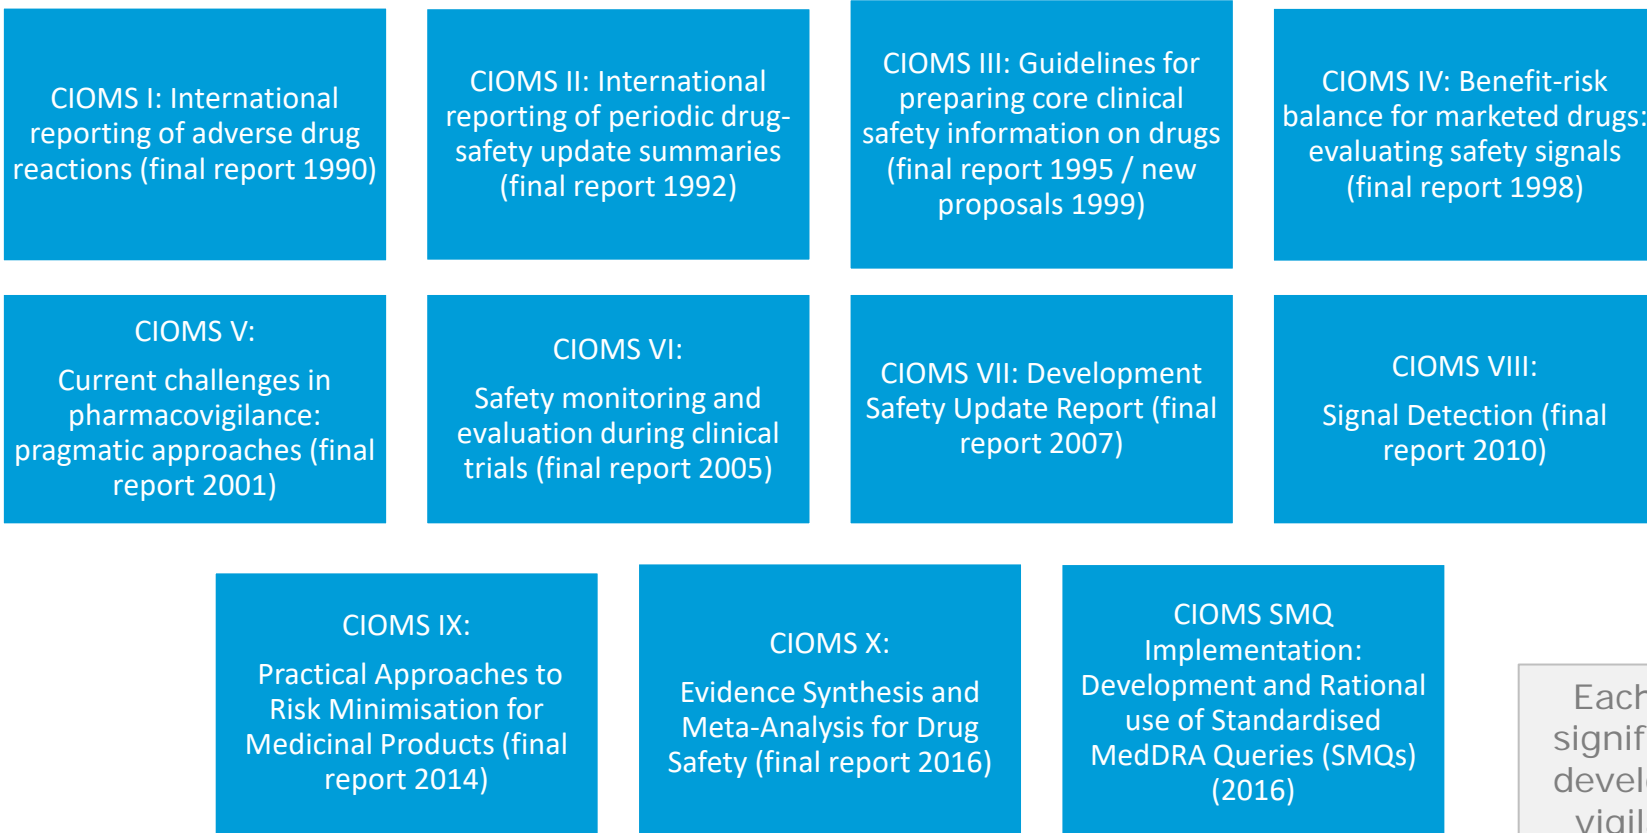 CIOMS I: International
reporting of adverse drug
reactions (final report 1990)
CIOMS II: International
reporting of periodic drug-
safety update summaries
(final report 1992)
CIOMS III: Guidelines for
preparing core clinical
safety information on drugs
(final report 1995 / new
proposals 1999)
CIOMS IV: Benefit-risk
balance for marketed drugs:
evaluating safety signals
(final report 1998)
CIOMS V:
Current challenges in
pharmacovigilance:
pragmatic approaches (final
report 2001)
CIOMS VI:
Safety monitoring and
evaluation during clinical
trials (final report 2005)
CIOMS VII: Development
Safety Update Report (final
report 2007)
CIOMS VIII:
Signal Detection (final
report 2010)
CIOMS IX:
Practical Approaches to
Risk Minimisation for
Medicinal Products (final
report 2014)
CIOMS X:
Evidence Synthesis and
Meta-Analysis for Drug
Safety (final report 2016)
CIOMS SMQ
Implementation:
Development and Rational
use of Standardised
MedDRA Queries (SMQs)
(2016)
Each